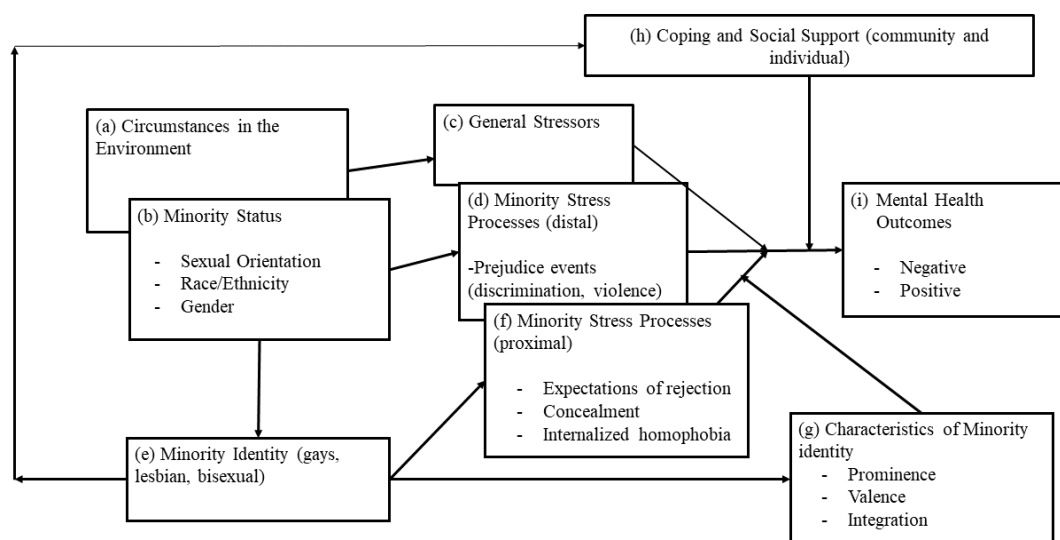 (h) Coping and Social Support (community and
individual)
(a) Circumstances in the
Environment
(c) General Stressors
(b) Minority Status
- Sexual Orientation
- Race/Ethnicity
- Gender
(d) Minority Stress
Processes (distal)
-Prejudice events
(discrimination, violence)
(i) Mental Health
Outcomes
- Negative
- Positive
(f) Minority Stress Processes
(proximal)
- Expectations of rejection
- Concealment
- Internalized homophobia
(e) Minority Identity (gays,
lesbian, bisexual)
(g) Characteristics of Minority
identity
- Prominence
- Valence
- Integration